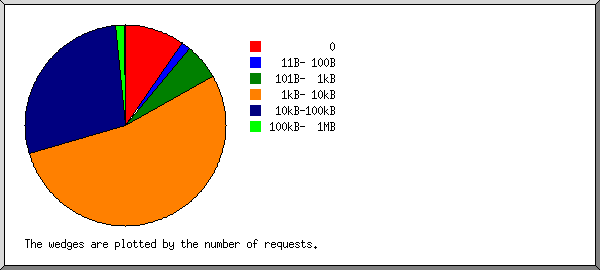 0
11B- 100B
101B- 1kB
1kB- 10kB
10kB-100kB
100kB- 1MB
The wedges are plotted by the number of requests.